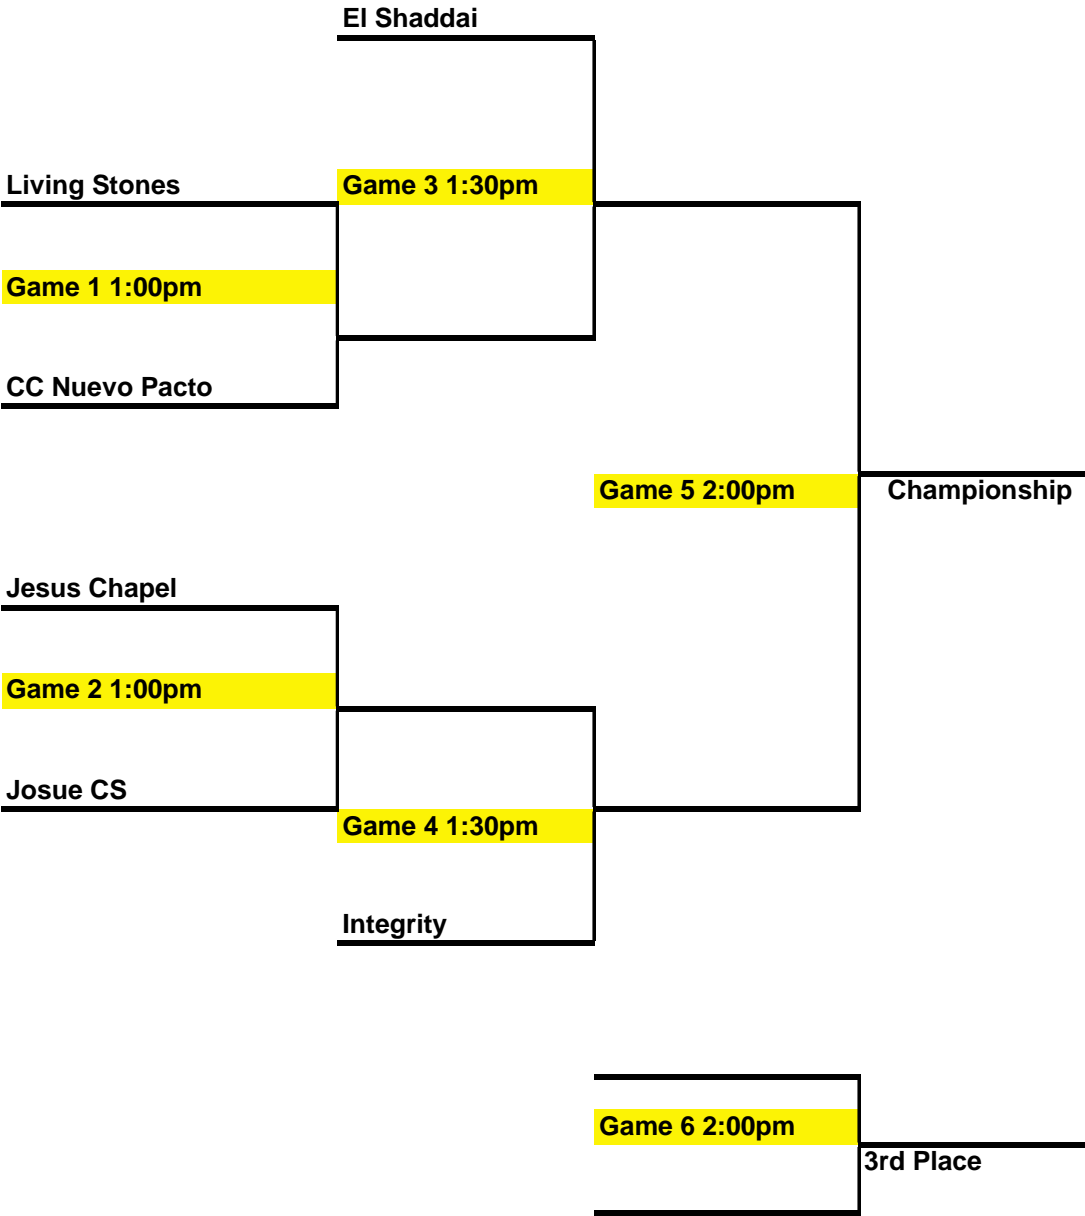 El Shaddai
Living Stones
Game 3 1:30pm
Game 1 1:00pm
CC Nuevo Pacto
Game 5 2:00pm
Championship
Jesus Chapel
Game 2 1:00pm
Josue CS
Game 4 1:30pm
Integrity
Game 6 2:00pm
3rd Place